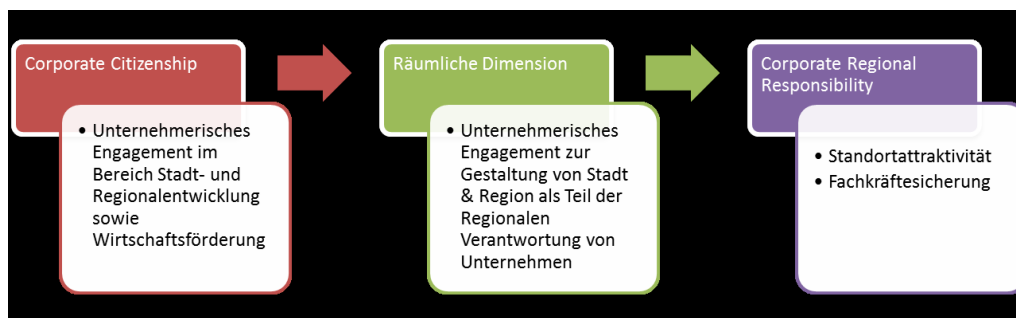 Corporate Citizenship
• Unternehmerisches
Engagement im
Bereich Stadt- und
Regionalentwicklung
sowie
Wirtschaftsförderung
Räumliche Dimension
• Unternehmerisches
Engagement zur
Gestaltung von Stadt
& Region als Teil der
Regionalen
Verantwortung von
Unternehmen
Corporate Regional
Responsibility
• Standortattraktivität
• Fachkräftesicherung